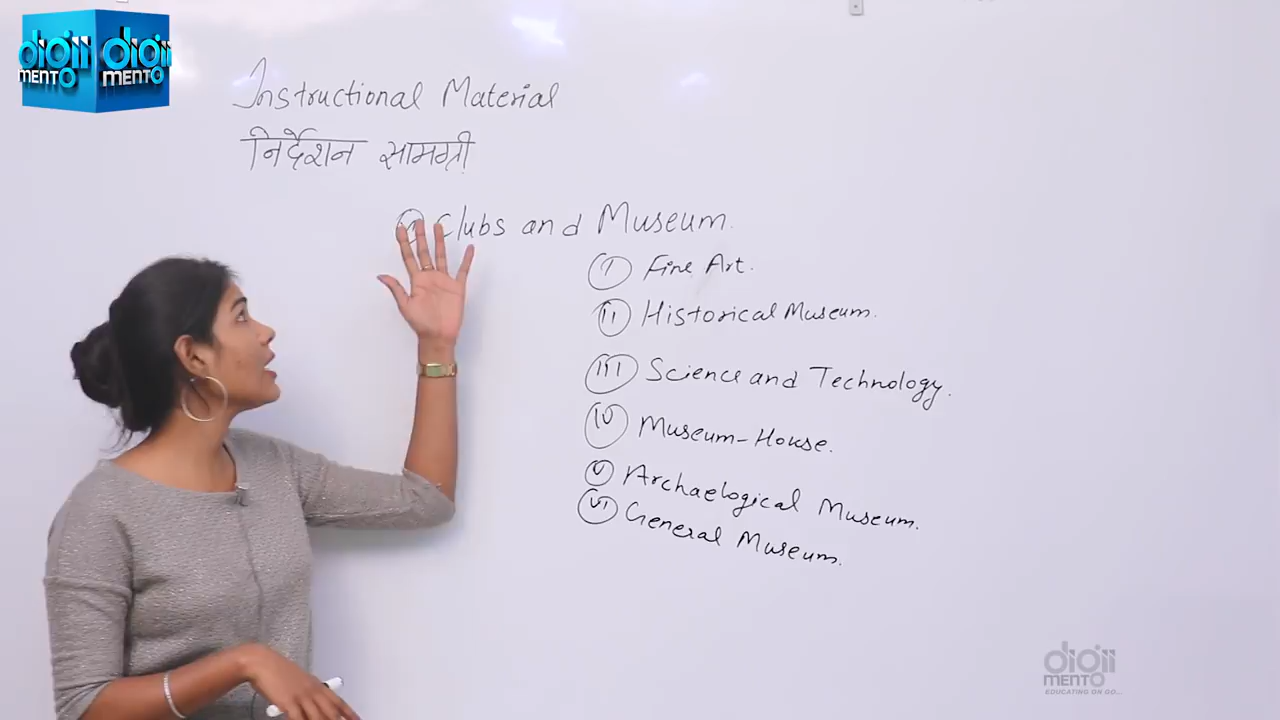 digii digii
MENTO MENTO
Instructional Material
निर्देशन सामग्री
Clubs and Museum.
I Fine Art.
II Historical Museum.
III Science and Technology.
IV Museum-House.
V Archaelogical Museum.
VI General Museum.
digii
MENTO
EDUCATING ON GO...